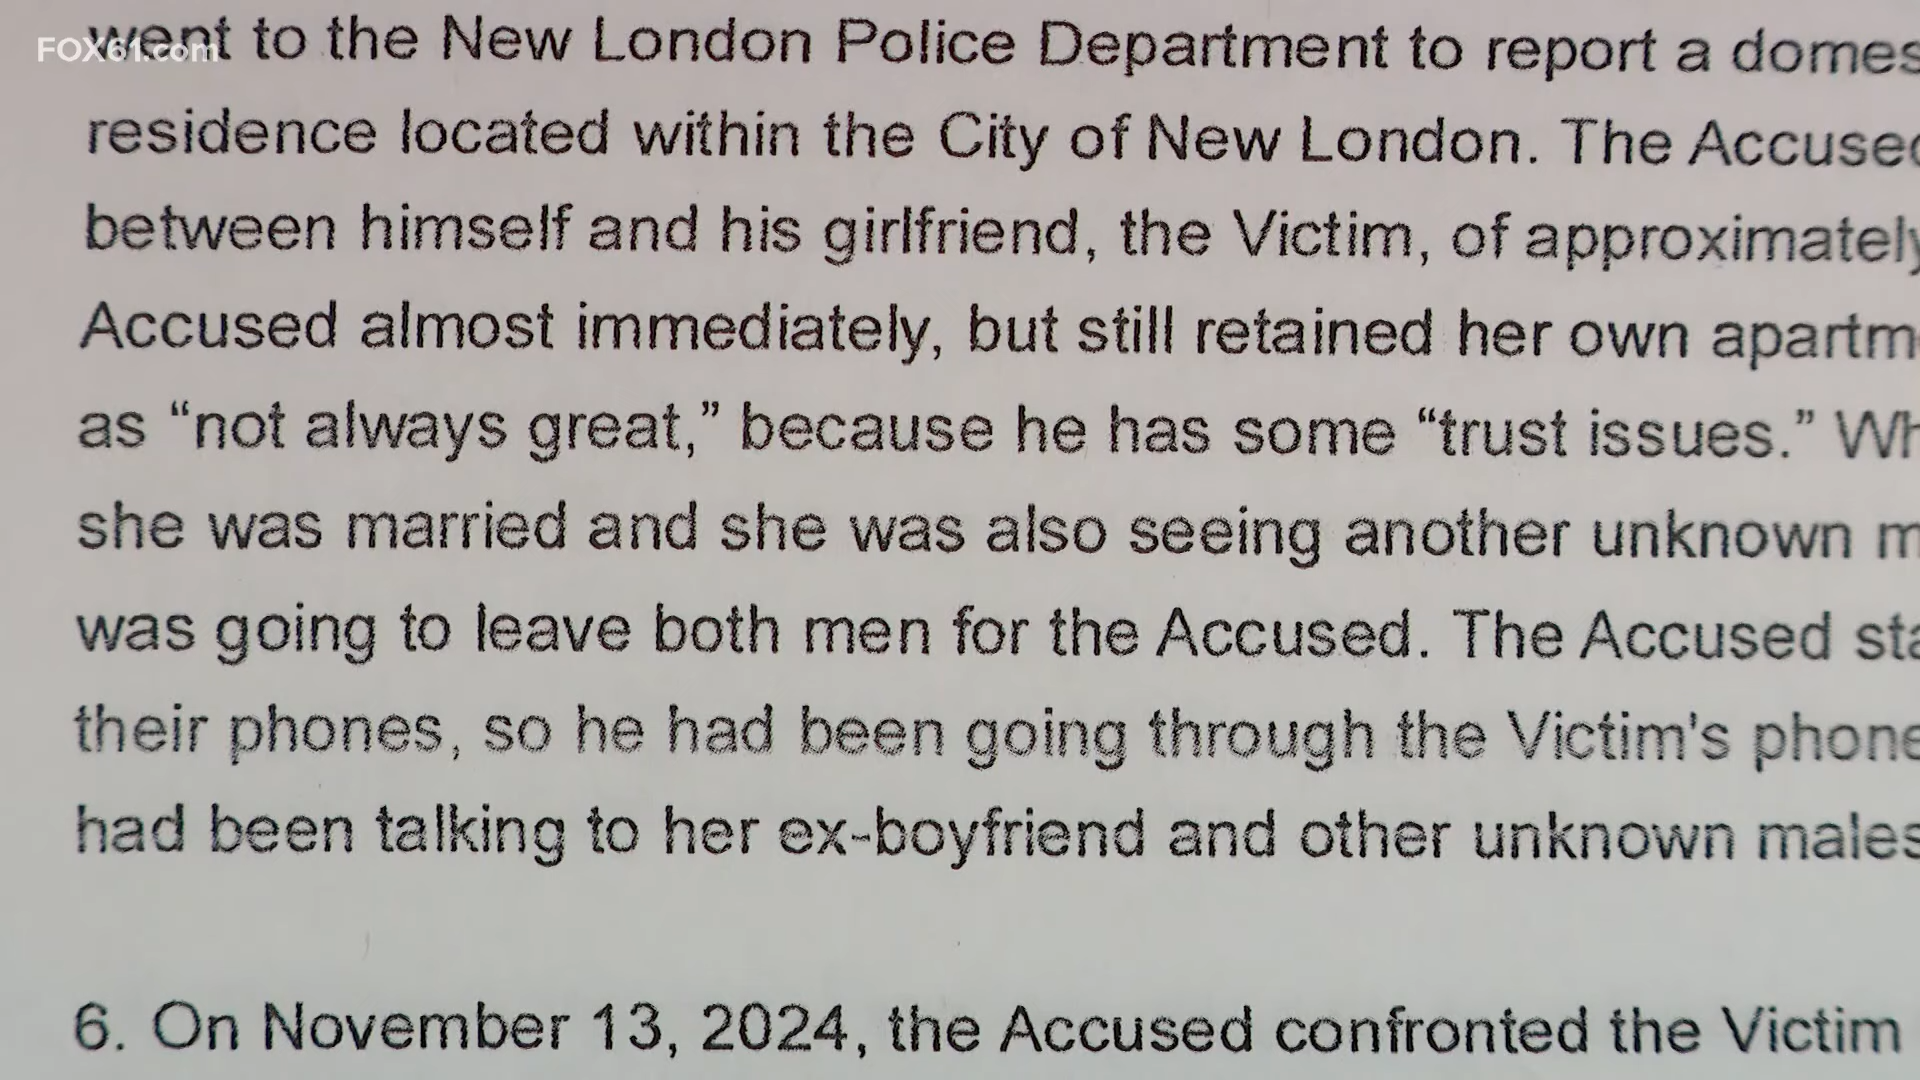 FOX61.com
went to the New London Police Department to report a domes
residence located within the City of New London. The Accused
between himself and his girlfriend, the Victim, of approximately
Accused almost immediately, but still retained her own apartm
as “not always great,” because he has some “trust issues.” Wh
she was married and she was also seeing another unknown m
was going to leave both men for the Accused. The Accused sta
their phones, so he had been going through the Victim's phone
had been talking to her ex-boyfriend and other unknown males
6. On November 13, 2024, the Accused confronted the Victim